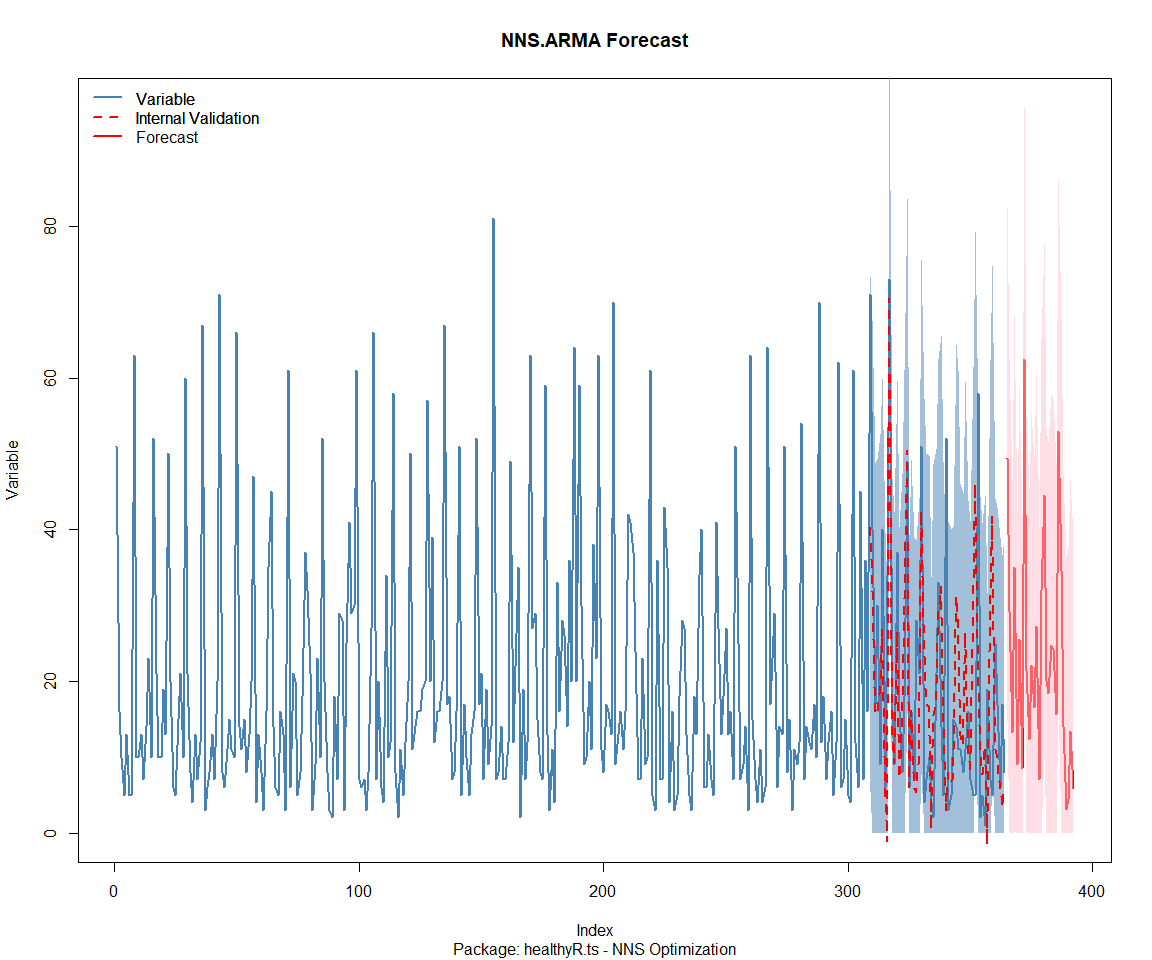 NNS.ARMA Forecast
Variable
Internal Validation
Forecast
Variable
80
60
40
20
0
0 100 200 300 400
Index
Package: healthyR.ts - NNS Optimization